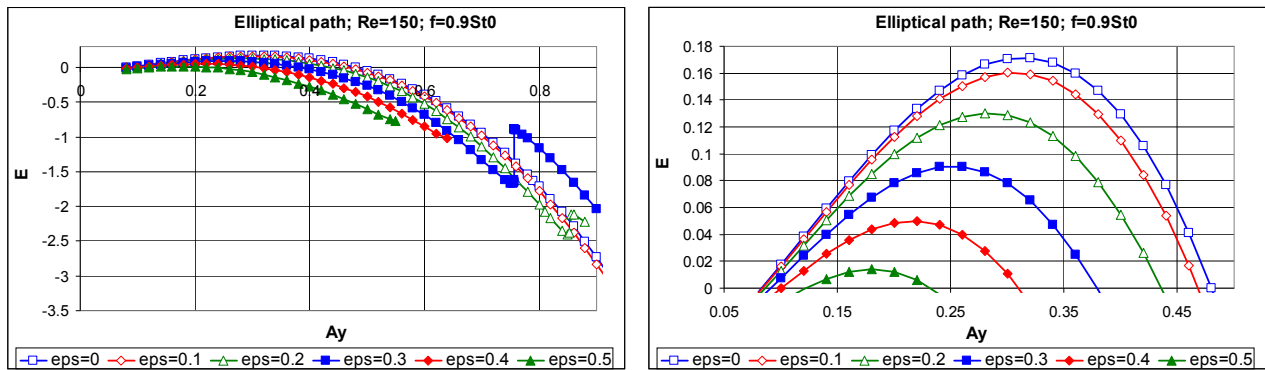 Elliptical path; Re=150; f=0.9St0
0
-0.5
-1
-1.5
-2
-2.5
-3
-3.5
0 0.2 0.4 0.6 0.8
E
Ay
eps=0 eps=0.1 eps=0.2 eps=0.3 eps=0.4 eps=0.5
Elliptical path; Re=150; f=0.9St0
0.18
0.16
0.14
0.12
0.1
0.08
0.06
0.04
0.02
0
0.05 0.15 0.25 0.35 0.45
E
Ay
eps=0 eps=0.1 eps=0.2 eps=0.3 eps=0.4 eps=0.5